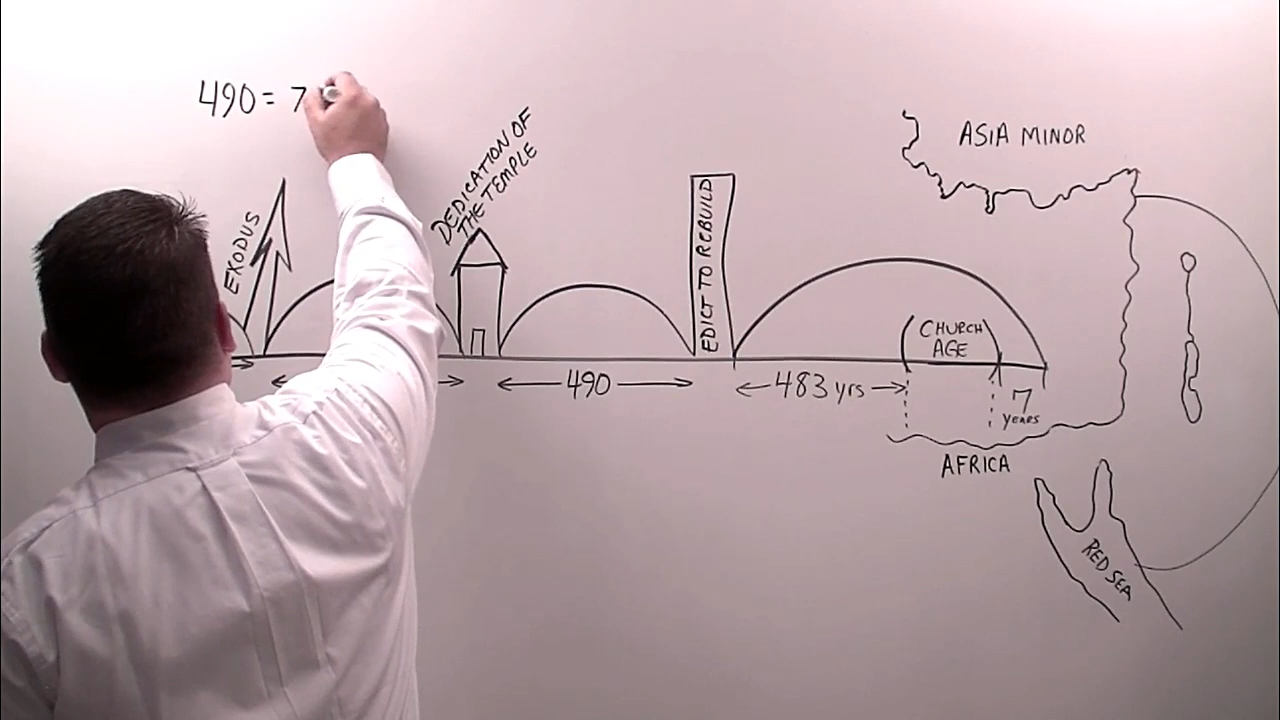 490 = 7
EXODUS
DEDICATION OF
THE TEMPLE
EDICT TO REBUILD
ASIA MINOR
CHURCH
AGE
490
483 yrs
7
years
AFRICA
RED SEA